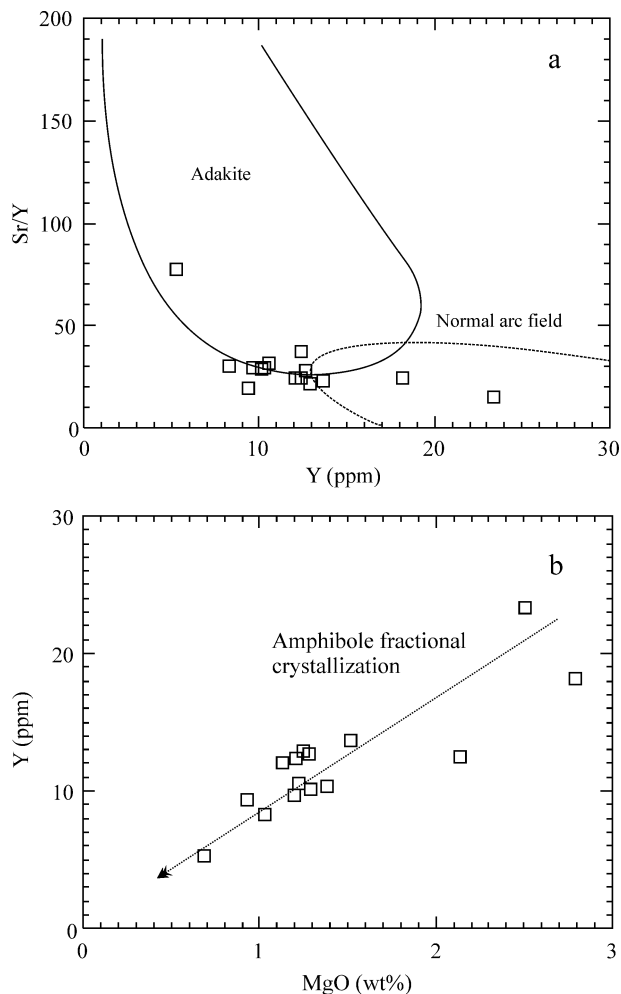 200
a
150
Adakite
Sr/Y
100
Normal arc field
50
0
0
10
20
30
Y (ppm)
30
b
Amphibole fractional
crystallization
20
Y (ppm)
10
0
0
1
2
3
MgO (wt%)